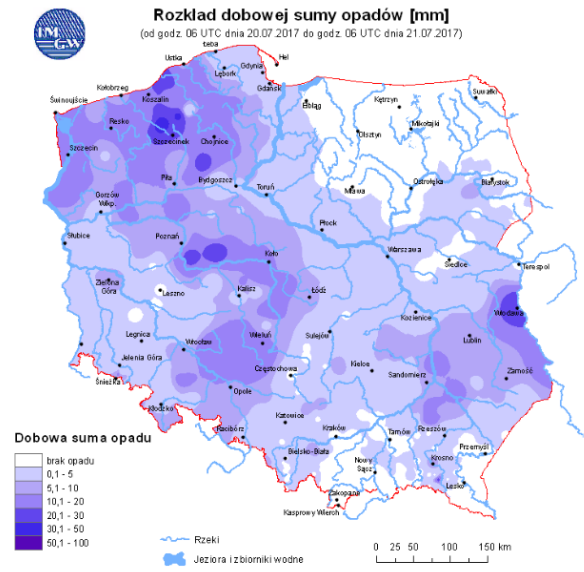 Rozkład dobowej sumy opadów [mm]
(od godz. 06 UTC dnia 20.07.2017 do godz. 06 UTC dnia 21.07.2017)
IM
GW
Łeba
Ustka
Hel
Gdynia
Lębork
Gdańsk
Kołobrzeg
Koszalin
Świnoujście
Resko
Szczecinek
Chojnice
Szczecin
Elbląg
Kętrzyn
Suwałki
Olsztyn
Mikołajki
Piła
Bydgoszcz
Toruń
Mława
Ostrołęka
Białystok
Gorzów
Wlkp.
Słubice
Poznań
Płock
Warszawa
Siedlce
Terespol
Koło
Zielona
Góra
Leszno
Kalisz
Łódź
Kozienice
Włodawa
Legnica
Wrocław
Wieluń
Sulejów
Lublin
Jelenia Góra
Śnieżka
Częstochowa
Kielce
Sandomierz
Zamość
Opole
Kłodzko
Katowice
Racibórz
Kraków
Tarnów
Rzeszów
Przemyśl
Bielsko-Biała
Nowy
Sącz
Krosno
Lesko
Zakopane
Kasprowy Wierch
Dobowa suma opadu
brak opadu
0,1 - 5
5,1 - 10
10,1 - 20
20,1 - 30
30,1 - 50
50,1 - 100
Rzeki
Jeziora i zbiorniki wodne
0 25 50 100 150 km